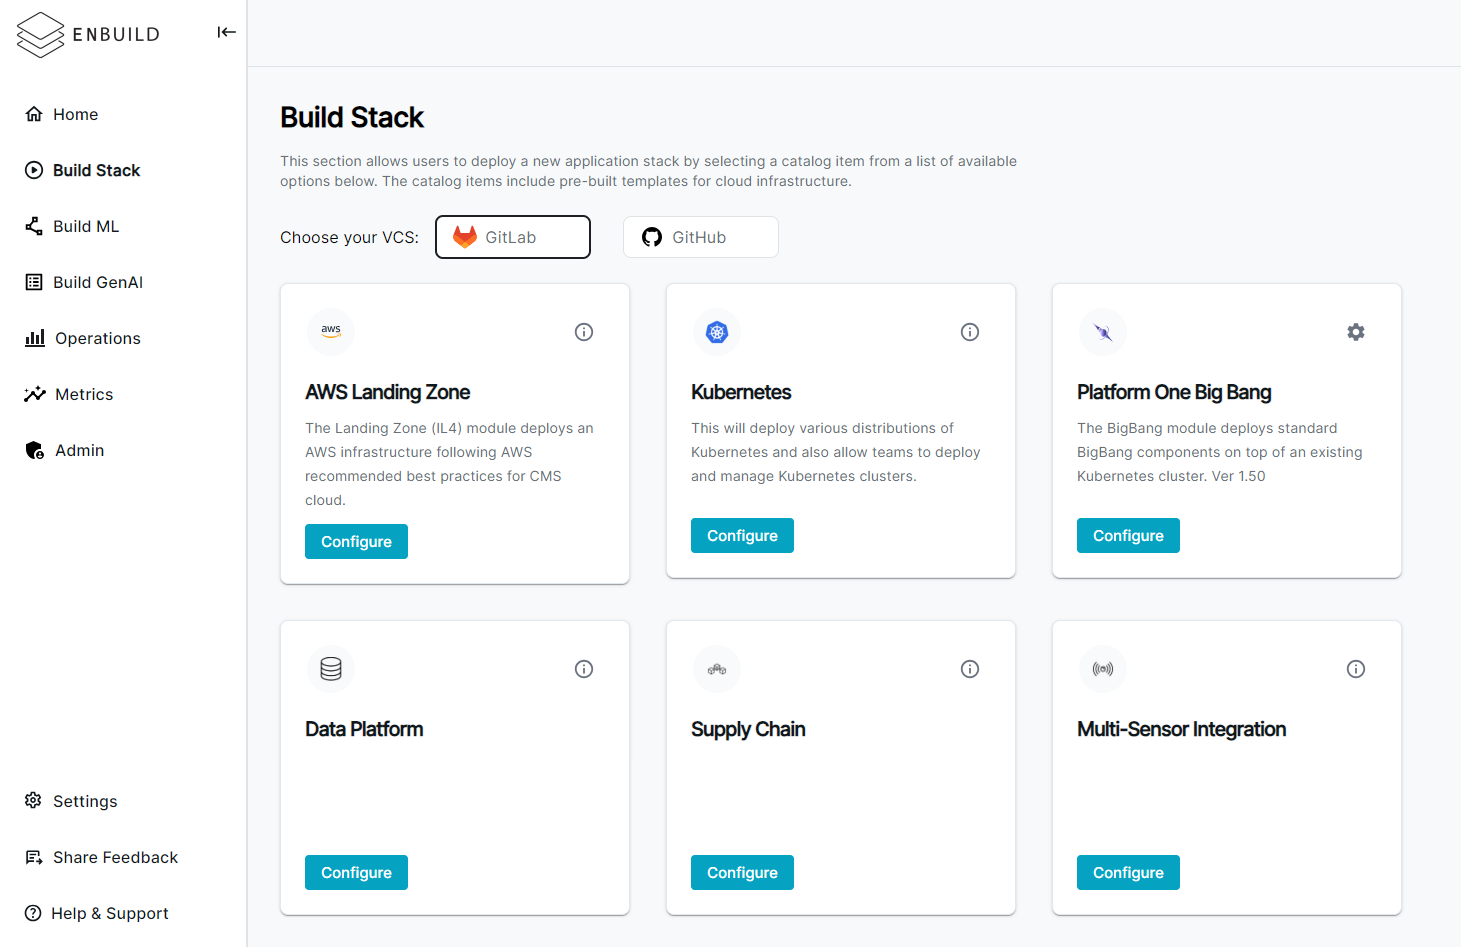 ENBUILD
Home
Build Stack
Build ML
Build GenAI
Operations
Metrics
Admin
Settings
Share Feedback
Help & Support
Build Stack
This section allows users to deploy a new application stack by selecting a catalog item from a list of available
options below. The catalog items include pre-built templates for cloud infrastructure.
Choose your VCS:
GitLab
GitHub
aws
AWS Landing Zone
The Landing Zone (IL4) module deploys an
AWS infrastructure following AWS
recommended best practices for CMS
cloud.
Configure
Kubernetes
This will deploy various distributions of
Kubernetes and also allow teams to deploy
and manage Kubernetes clusters.
Configure
Platform One Big Bang
The BigBang module deploys standard
BigBang components on top of an existing
Kubernetes cluster. Ver 1.50
Configure
Data Platform
Configure
Supply Chain
Configure
Multi-Sensor Integration
Configure